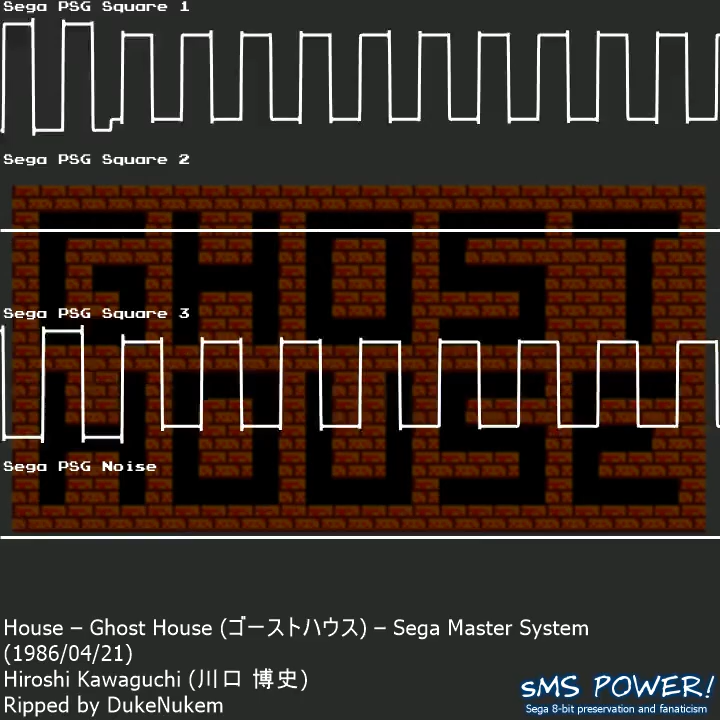 Sega PSG Square 1
Sega PSG Square 2
GHOST
Sega PSG Square 3
HOUSE
Sega PSG Noise
House – Ghost House (ゴーストハウス) – Sega Master System
(1986/04/21)
Hiroshi Kawaguchi (川口 博史)
Ripped by DukeNukem
SMS POWER!
Sega 8-bit preservation and fanaticism